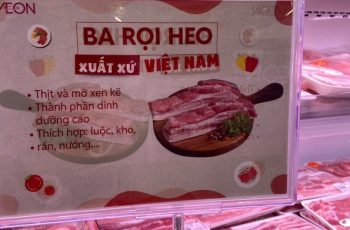 ÆON
BA RỌI HEO
XUẤT XỨ VIỆT NAM
• Thịt và mỡ xen kẽ
• Thành phần dinh
dưỡng cao
• Thích hợp: luộc, kho,
• rán, nướng,...